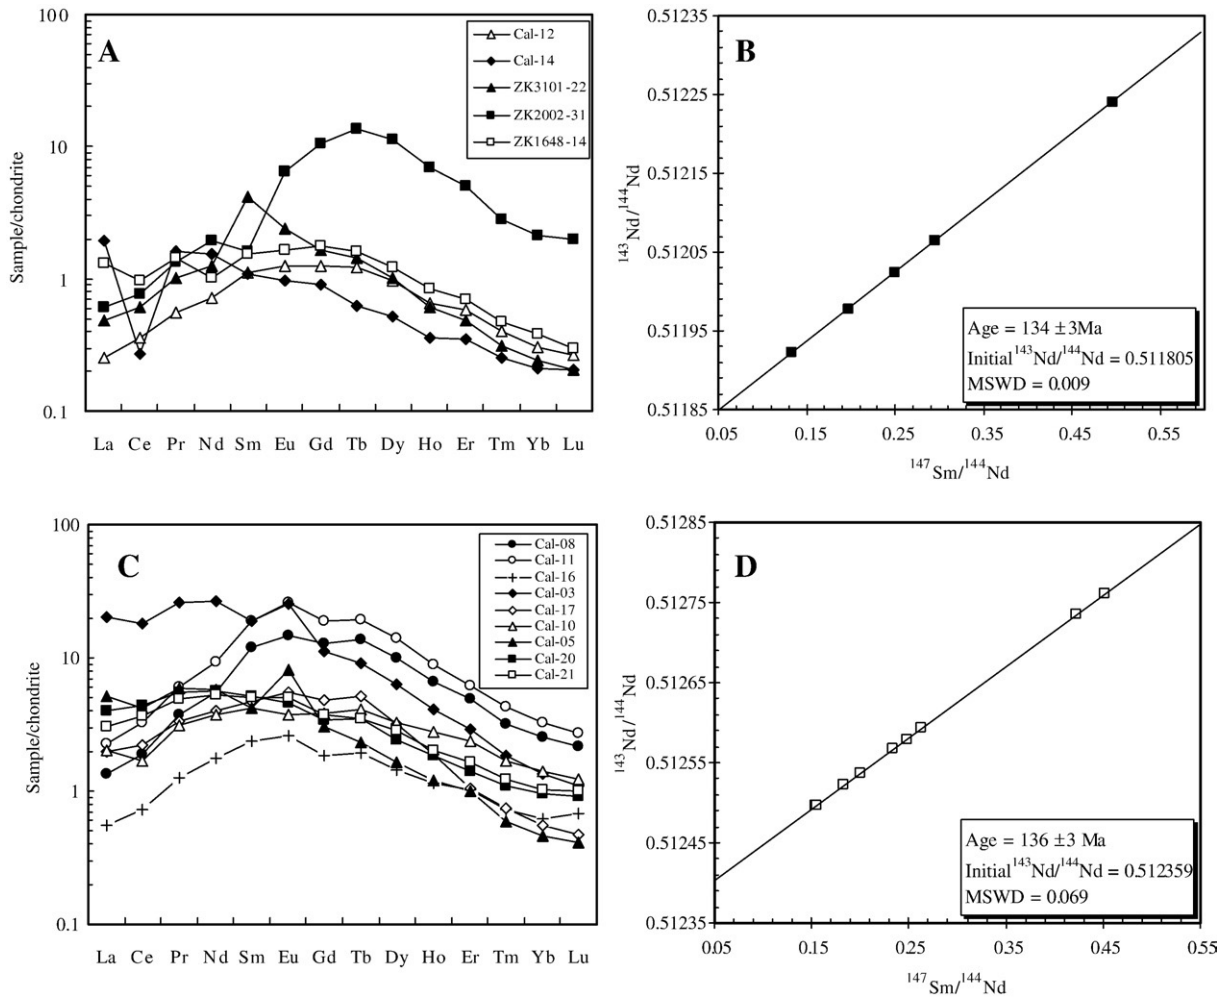 A
100
10
1
0.1
Sample/chondrite
Cal-12
Cal-14
ZK3101-22
ZK2002-31
ZK1648-14
La Ce Pr Nd Sm Eu Gd Tb Dy Ho Er Tm Yb Lu
B
0.51235
0.51225
0.51215
0.51205
0.51195
0.51185
¹⁴³Nd/¹⁴⁴Nd
Age = 134 ±3Ma
Initial¹⁴³Nd/¹⁴⁴Nd = 0.511805
MSWD = 0.009
0.05 0.15 0.25 0.35 0.45 0.55
¹⁴⁷Sm/¹⁴⁴Nd
C
100
10
1
0.1
Sample/chondrite
Cal-08
Cal-11
Cal-16
Cal-03
Cal-17
Cal-10
Cal-05
Cal-20
Cal-21
La Ce Pr Nd Sm Eu Gd Tb Dy Ho Er Tm Yb Lu
D
0.51285
0.51275
0.51265
0.51255
0.51245
0.51235
¹⁴³Nd/¹⁴⁴Nd
Age = 136 ±3 Ma
Initial¹⁴³Nd/¹⁴⁴Nd = 0.512359
MSWD = 0.069
0.05 0.15 0.25 0.35 0.45 0.55
¹⁴⁷Sm/¹⁴⁴Nd